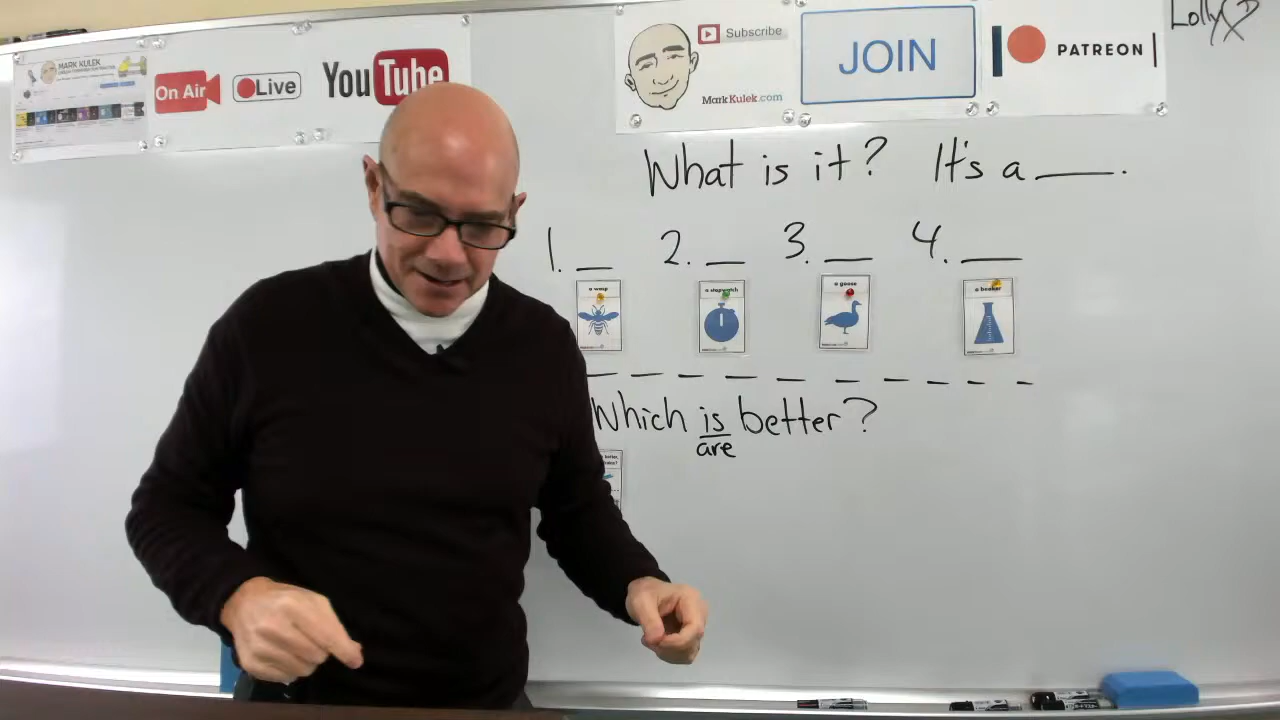 MARK KULEK
On Air
Live
YouTube
Subscribe
MarkKulek.com
JOIN
PATREON
Lolly
What is it? It's a ___.
1. __ 2. __ 3. __ 4. __
a wasp
a stopwatch
a goose
a beaker
Which is better?
are
better,